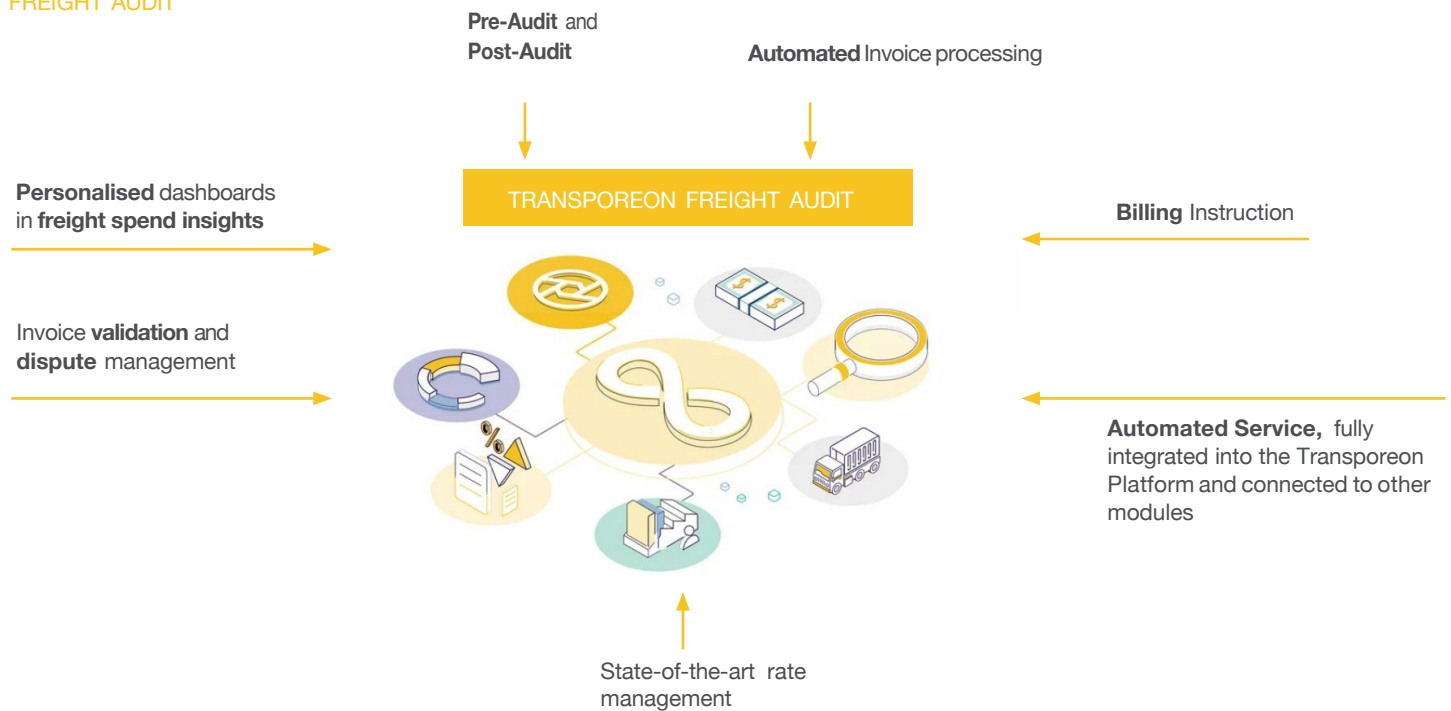 FREIGHT AUDIT
Pre-Audit and
Post-Audit
Automated Invoice processing
TRANSPOREON FREIGHT AUDIT
Personalised dashboards
in freight spend insights
Billing Instruction
Invoice validation and
dispute management
Automated Service, fully
integrated into the Transporeon
Platform and connected to other
modules
State-of-the-art rate
management